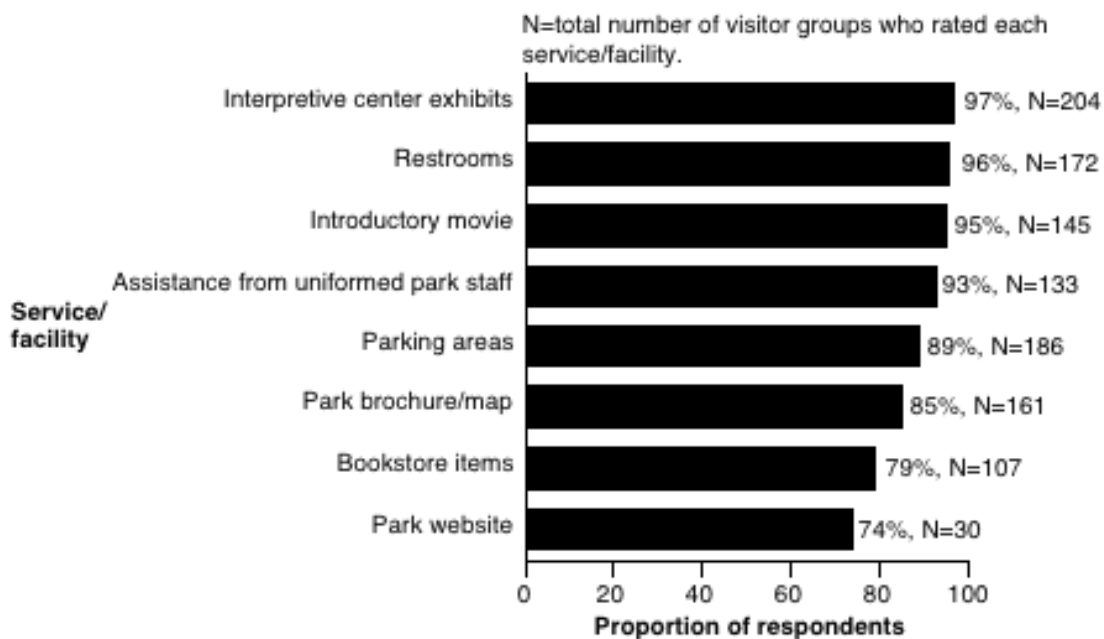 N=total number of visitor groups who rated each
service/facility.
Interpretive center exhibits 97%, N=204
Restrooms 96%, N=172
Introductory movie 95%, N=145
Assistance from uniformed park staff 93%, N=133
Service/
facility
Parking areas 89%, N=186
Park brochure/map 85%, N=161
Bookstore items 79%, N=107
Park website 74%, N=30
0 20 40 60 80 100
Proportion of respondents